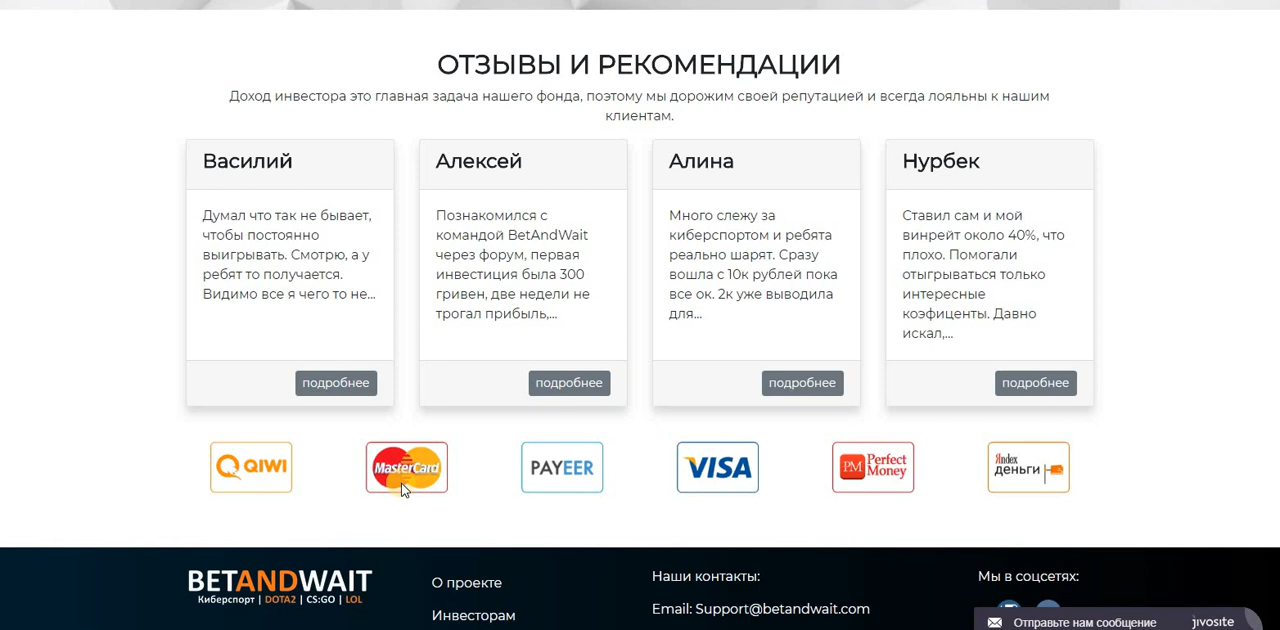 ОТЗЫВЫ И РЕКОМЕНДАЦИИ
Доход инвестора это главная задача нашего фонда, поэтому мы дорожим своей репутацией и всегда лояльны к нашим
клиентам.
Василий
Думал что так не бывает,
чтобы постоянно
выигрывать. Смотрю, а у
ребят то получается.
Видимо все я чего то не...
подробнее
Алексей
Познакомился с
командой BetAndWait
через форум, первая
инвестиция была 300
гривен, две недели не
трогал прибыль,...
подробнее
Алина
Много слежу за
киберспортом и ребята
реально шарят. Сразу
вошла с 10к рублей пока
все ок. 2к уже выводила
для...
подробнее
Нурбек
Ставил сам и мой
винрейт около 40%, что
плохо. Помогали
отыгрываться только
интересные
коэфиценты. Давно
искал,...
подробнее
QIWI
MasterCard
PAYEER
VISA
PM Perfect
Money
Яndex
деньги
BETANDWAIT
Киберспорт | DOTA2 | CS:GO | LOL
О проекте
Инвесторам
Наши контакты:
Email: Support@betandwait.com
Мы в соцсетях:
Отправьте нам сообщение jivosite